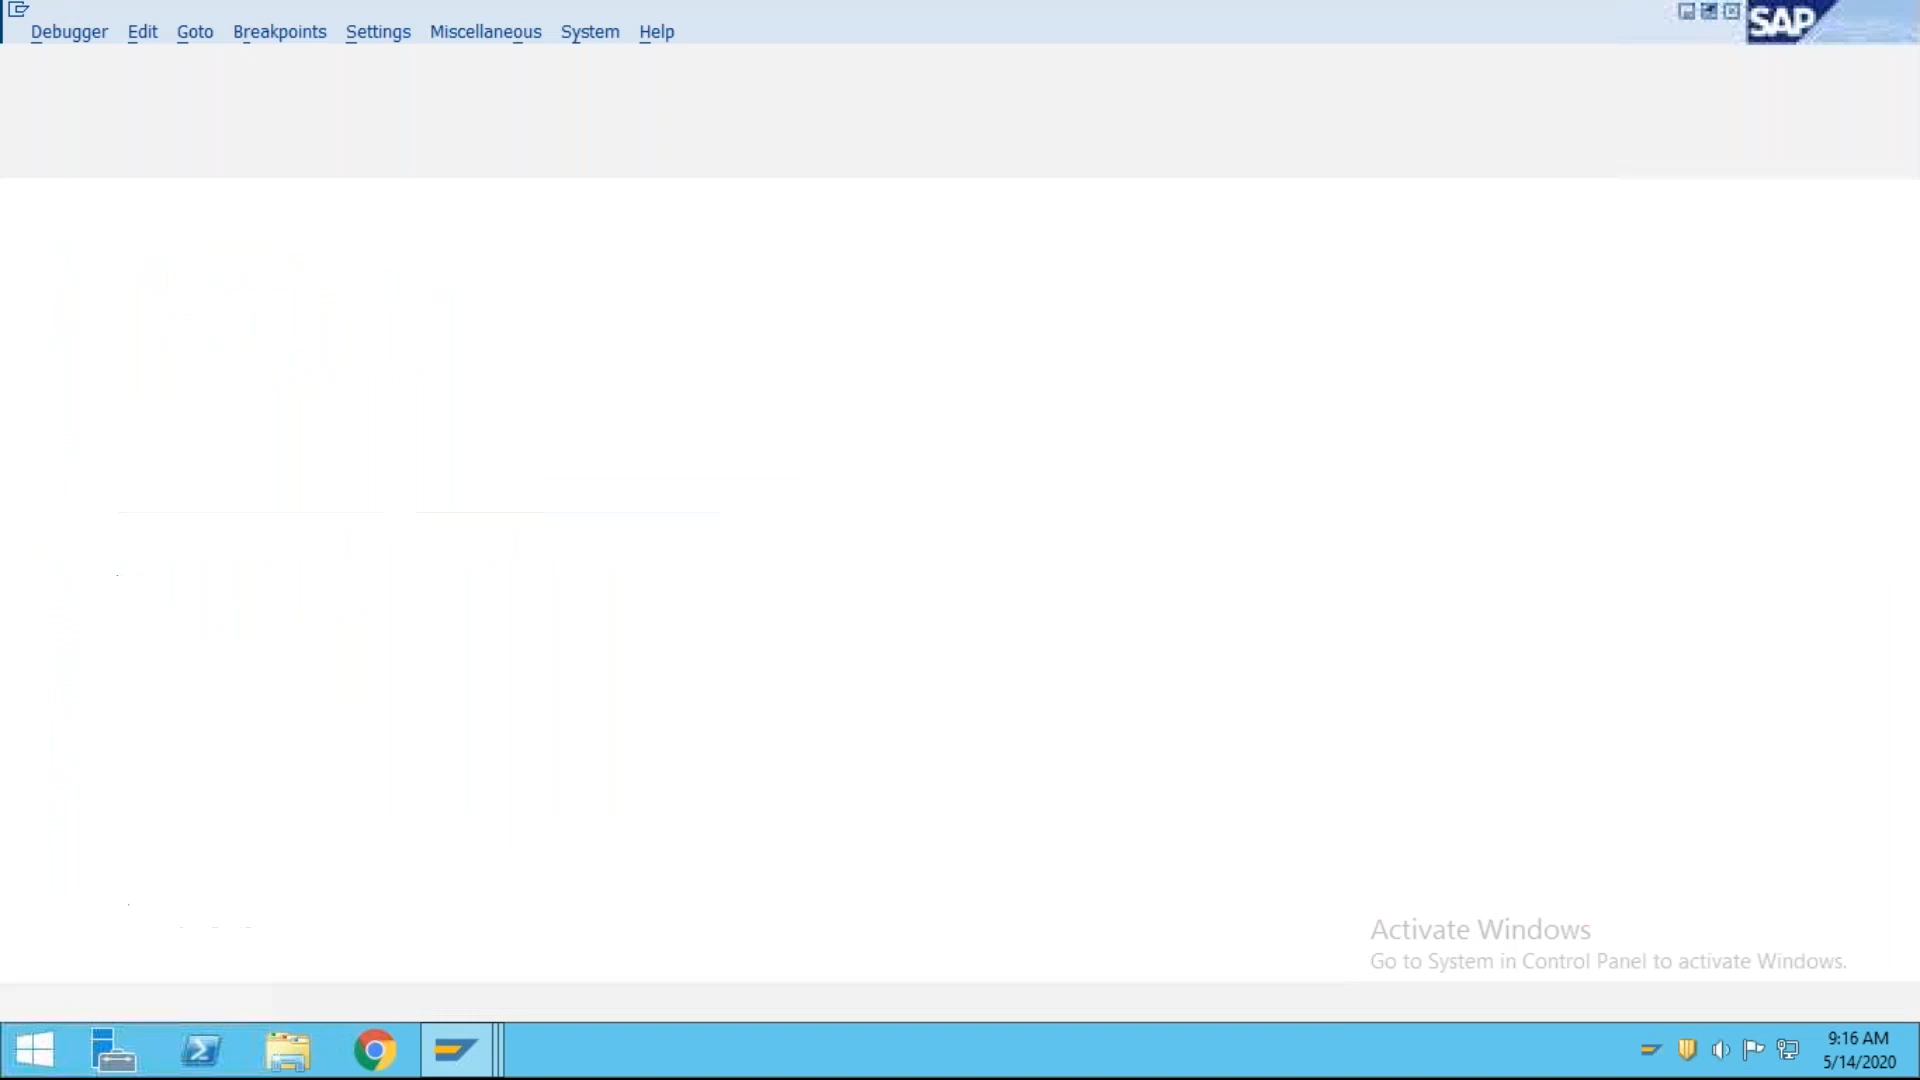 Debugger Edit Goto Breakpoints Settings Miscellaneous System Help
SAP
Activate Windows
Go to System in Control Panel to activate Windows.
9:16 AM
5/14/2020